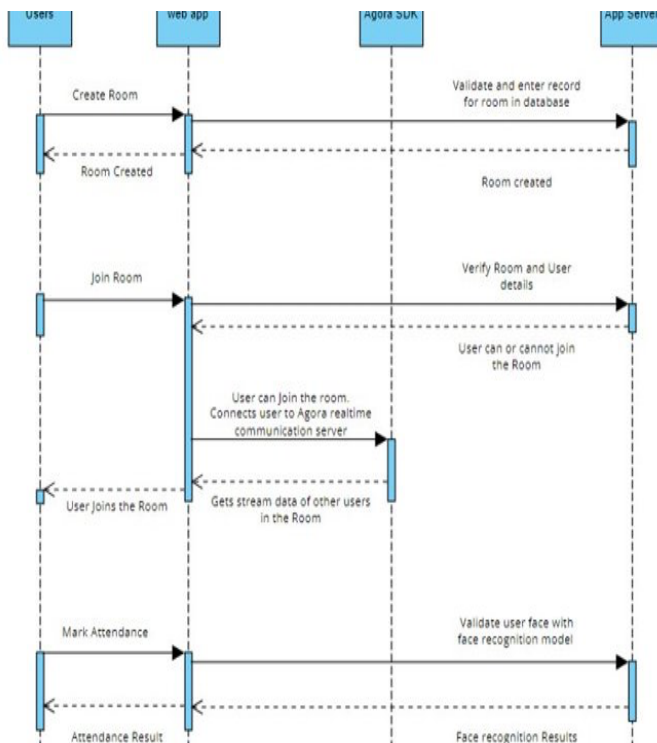 Users
web app
Agora SDK
App Server
Create Room
Validate and enter record
for room in database
Room Created
Room created
Join Room
Verify Room and User
details
User can or cannot join
the Room
User can Join the room.
Connects user to Agora realtime
communication server
User Joins the Room
Gets stream data of other users
in the Room
Mark Attendance
Validate user face with
face recognition model
Attendance Result
Face recognition Results